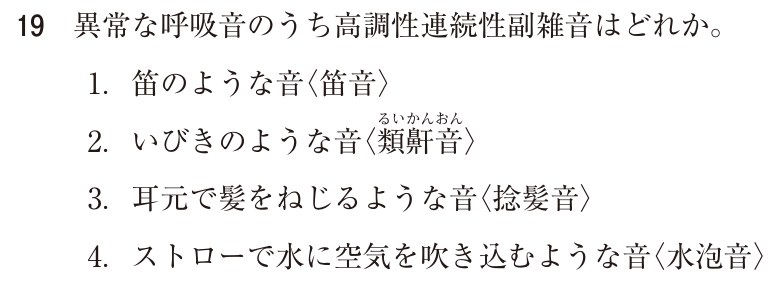 19 異常な呼吸音のうち高調性連続性副雑音はどれか。
1. 笛のような音〈笛音〉
るいかんおん
2. いびきのような音〈類鼾音〉
3. 耳元で髪をねじるような音〈捻髪音〉
4. ストローで水に空気を吹き込むような音〈水泡音〉